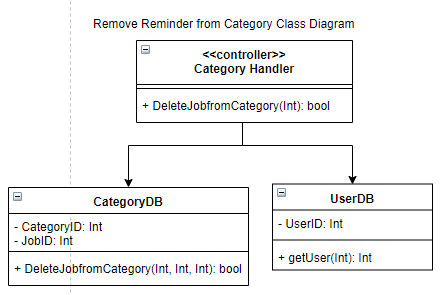 Remove Reminder from Category Class Diagram
<<controller>>
Category Handler
+ DeleteJobfromCategory(Int): bool
CategoryDB
- CategoryID: Int
- JobID: Int
+ DeleteJobfromCategory(Int, Int, Int): bool
UserDB
- UserID: Int
+ getUser(Int): Int